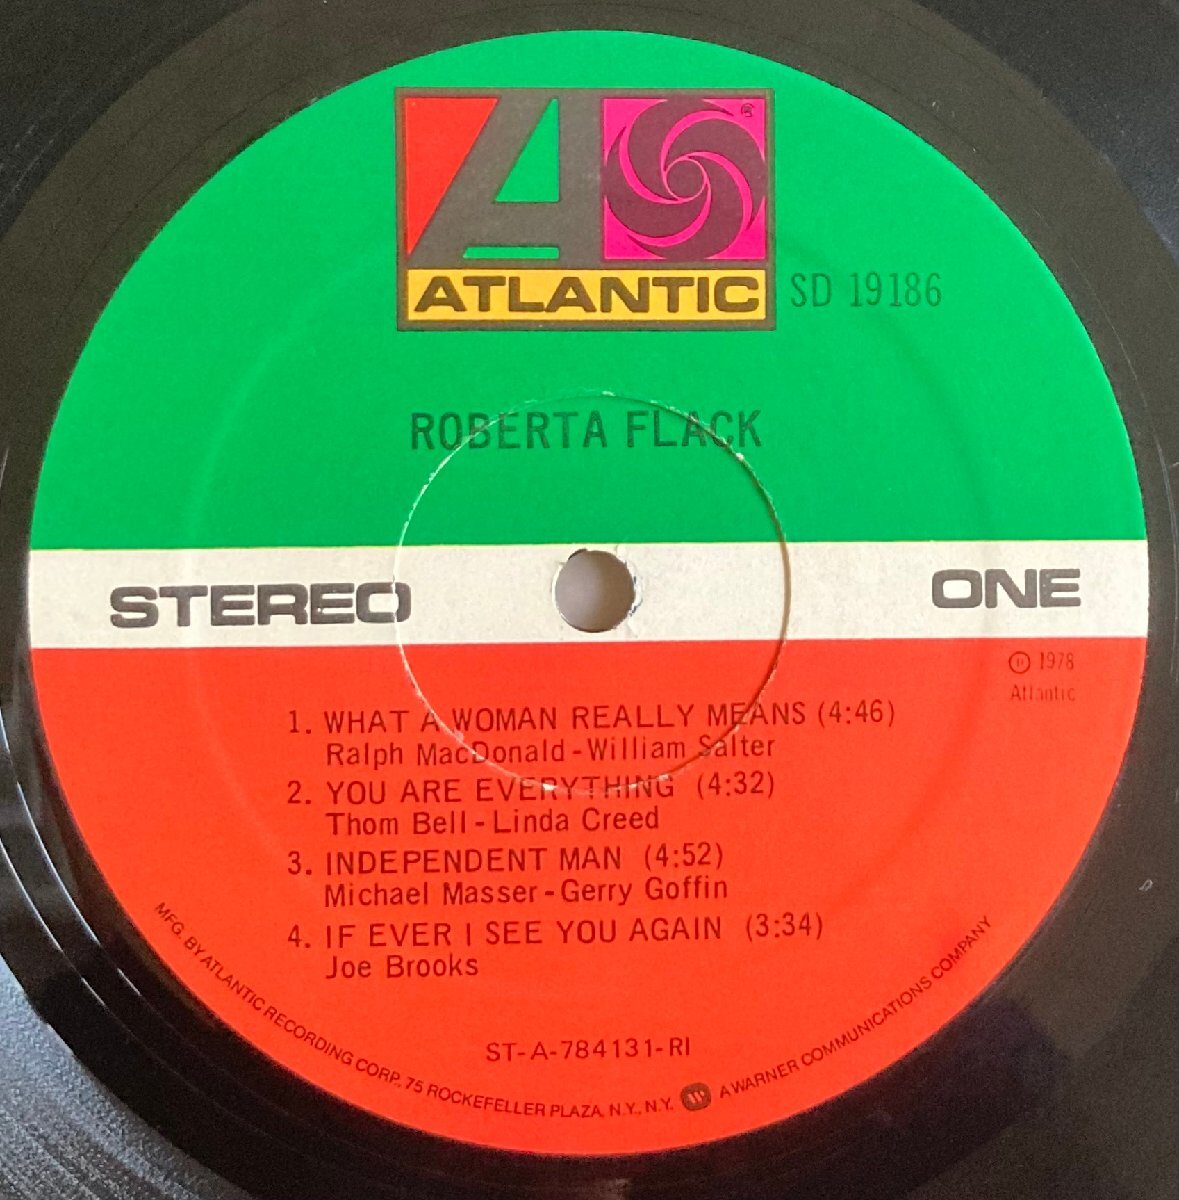 ATLANTIC
SD 19186
ROBERTA FLACK
STEREO
ONE
Ⓟ 1978
Atlantic
1. WHAT A WOMAN REALLY MEANS (4:46)
Ralph MacDonald-William Salter
2. YOU ARE EVERYTHING (4:32)
Thom Bell-Linda Creed
3. INDEPENDENT MAN (4:52)
Michael Masser-Gerry Goffin
4. IF EVER I SEE YOU AGAIN (3:34)
Joe Brooks
ST-A-784131-RI
MFG. BY ATLANTIC RECORDING CORP., 75 ROCKEFELLER PLAZA, N.Y., N.Y. A WARNER COMMUNICATIONS COMPANY